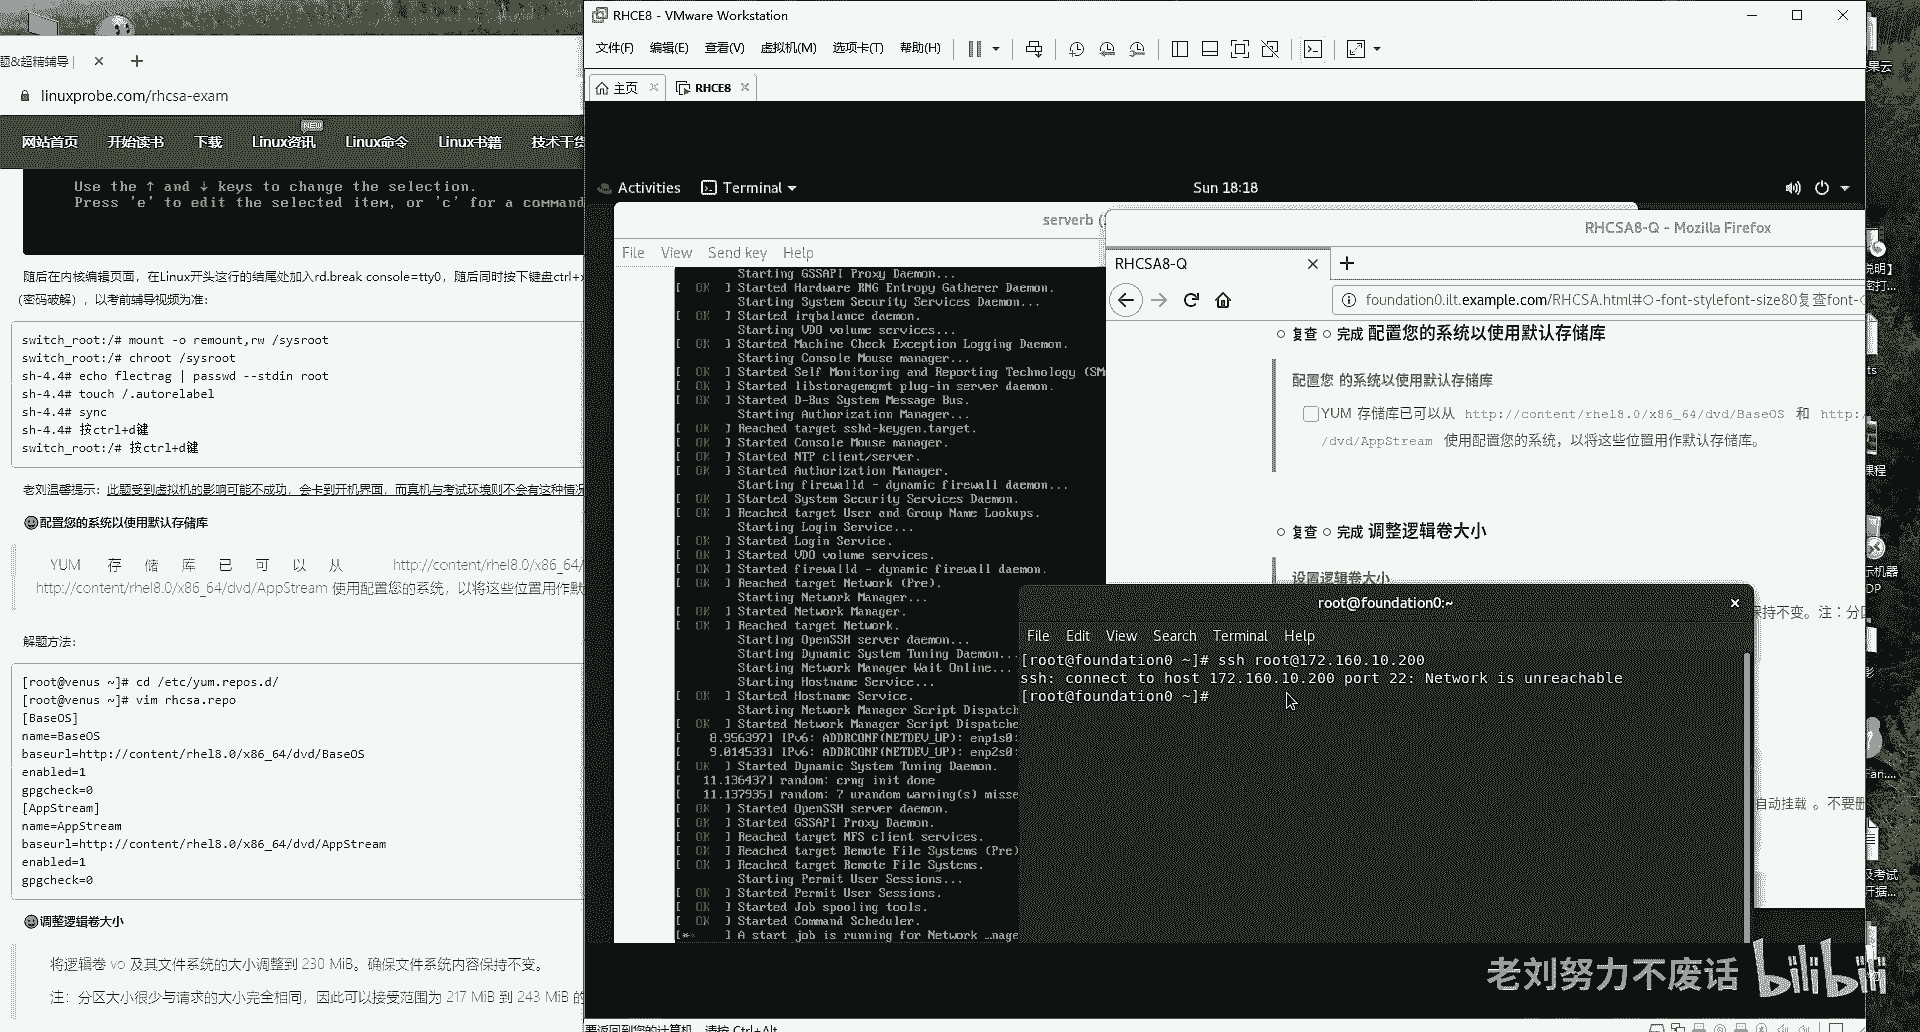 题&超精辅导
linuxprobe.com/rhcsa-exam
NEW
网站首页 开始读书 下载 Linux资讯 Linux命令 Linux书籍 技术干货
Use the ↑ and ↓ keys to change the selection.
Press 'e' to edit the selected item, or 'c' for a command
随后在内核编辑页面，在Linux开头这行的结尾处加入rd.break console=tty0，随后同时按下键盘ctrl+x
（密码破解），以考前辅导视频为准：
switch_root:/# mount -o remount,rw /sysroot
switch_root:/# chroot /sysroot
sh-4.4# echo flectrag | passwd --stdin root
sh-4.4# touch /.autorelabel
sh-4.4# sync
sh-4.4# 按ctrl+d键
switch_root:/# 按ctrl+d键
老刘温馨提示：此题受到虚拟机的影响可能不成功，会卡到开机界面，而真机与考试环境则不会有这种情况
配置您的系统以使用默认存储库
YUM 存储库已可以从 http://content/rhel8.0/x86_64/
http://content/rhel8.0/x86_64/dvd/AppStream 使用配置您的系统，以将这些位置用作默
解题方法：
[root@venus ~]# cd /etc/yum.repos.d/
[root@venus ~]# vim rhcsa.repo
[BaseOS]
name=BaseOS
baseurl=http://content/rhel8.0/x86_64/dvd/BaseOS
enabled=1
gpgcheck=0
[AppStream]
name=AppStream
baseurl=http://content/rhel8.0/x86_64/dvd/AppStream
enabled=1
gpgcheck=0
调整逻辑卷大小
将逻辑卷 vo 及其文件系统的大小调整到 230 MiB。确保文件系统内容保持不变。
注：分区大小很少与请求的大小完全相同，因此可以接受范围为 217 MiB 到 243 MiB 的
RHCE8 - VMware Workstation
文件(F) 编辑(E) 查看(V) 虚拟机(M) 选项卡(T) 帮助(H)
主页 RHCE8
Activities Terminal Sun 18:18
serverb (
File View Send key Help
Starting GSSAPI Proxy Daemon...
[ OK ] Started Hardware RNG Entropy Gatherer Daemon.
Starting System Security Services Daemon...
[ OK ] Started irqbalance daemon.
Starting VDO volume services...
[ OK ] Started Machine Check Exception Logging Daemon.
Starting Console Mouse manager...
[ OK ] Started Self Monitoring and Reporting Technology (SM
[ OK ] Started libstoragemgmt plug-in server daemon.
[ OK ] Started D-Bus System Message Bus.
Starting Authorization Manager...
[ OK ] Reached target sshd-keygen.target.
[ OK ] Started Console Mouse manager.
[ OK ] Started NTP client/server.
[ OK ] Started Authorization Manager.
Starting firewalld - dynamic firewall daemon...
[ OK ] Started System Security Services Daemon.
[ OK ] Reached target User and Group Name Lookups.
Starting Login Service...
[ OK ] Started Login Service.
[ OK ] Started VDO volume services.
[ OK ] Started firewalld - dynamic firewall daemon.
[ OK ] Reached target Network (Pre).
Starting Network Manager...
[ OK ] Started Network Manager.
[ OK ] Reached target Network.
Starting OpenSSH server daemon...
Starting Dynamic System Tuning Daemon...
Starting Network Manager Wait Online...
Starting Hostname Service...
[ OK ] Started Hostname Service.
Starting Network Manager Script Dispatch
[ OK ] Started Network Manager Script Dispatche
[ 8.956397] IPv6: ADDRCONF(NETDEV_UP): enp1s0:
[ 9.014533] IPv6: ADDRCONF(NETDEV_UP): enp2s0:
[ OK ] Started Dynamic System Tuning Daemon.
[ 11.136437] random: crng init done
[ 11.137935] random: 7 urandom warning(s) misse
[ OK ] Started OpenSSH server daemon.
[ OK ] Started GSSAPI Proxy Daemon.
[ OK ] Reached target NFS client services.
[ OK ] Reached target Remote File Systems (Pre)
[ OK ] Reached target Remote File Systems.
Starting Permit User Sessions...
[ OK ] Started Permit User Sessions.
[ OK ] Started Job spooling tools.
[ OK ] Started Command Scheduler.
A start job is running for Network …nage
RHCSA8-Q - Mozilla Firefox
RHCSA8-Q
foundation0.ilt.example.com/RHCSA.html#○-font-stylefont-size80复查font-
○ 复查 ○ 完成 配置您的系统以使用默认存储库
配置您 的系统以使用默认存储库
YUM 存储库已可以从 http://content/rhel8.0/x86_64/dvd/BaseOS 和 http:/
/dvd/AppStream 使用配置您的系统，以将这些位置用作默认存储库。
○ 复查 ○ 完成 调整逻辑卷大小
设置逻辑卷大小
保持不变。注：分区
自动挂载 。不要删
root@foundation0:~
File Edit View Search Terminal Help
[root@foundation0 ~]# ssh root@172.160.10.200
ssh: connect to host 172.160.10.200 port 22: Network is unreachable
[root@foundation0 ~]#
老刘努力不废话 bilibili
要返回到您的计算机，请按 Ctrl+Alt。
果云
说明】
密打...
ts
课程
示机器
DP
影
Fan....
及考试
开据...